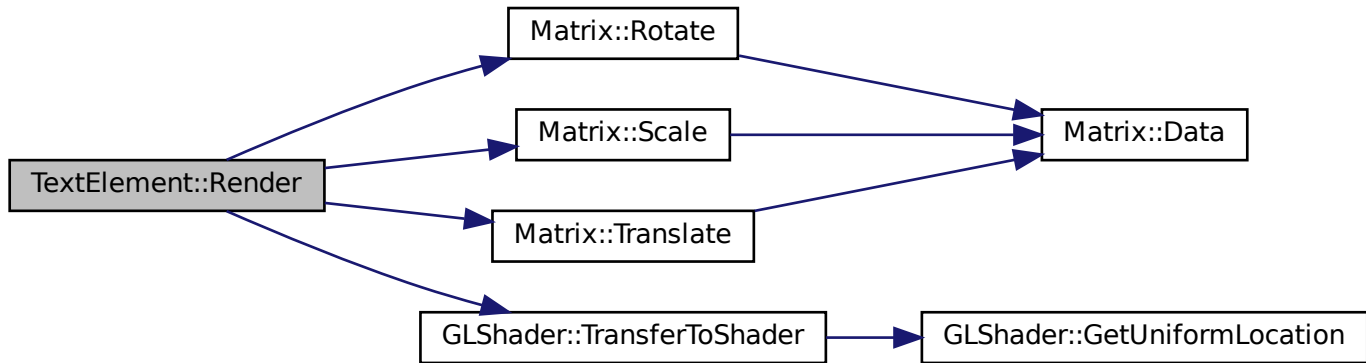 Matrix::Rotate
Matrix::Scale
Matrix::Data
TextElement::Render
Matrix::Translate
GLShader::TransferToShader
GLShader::GetUniformLocation